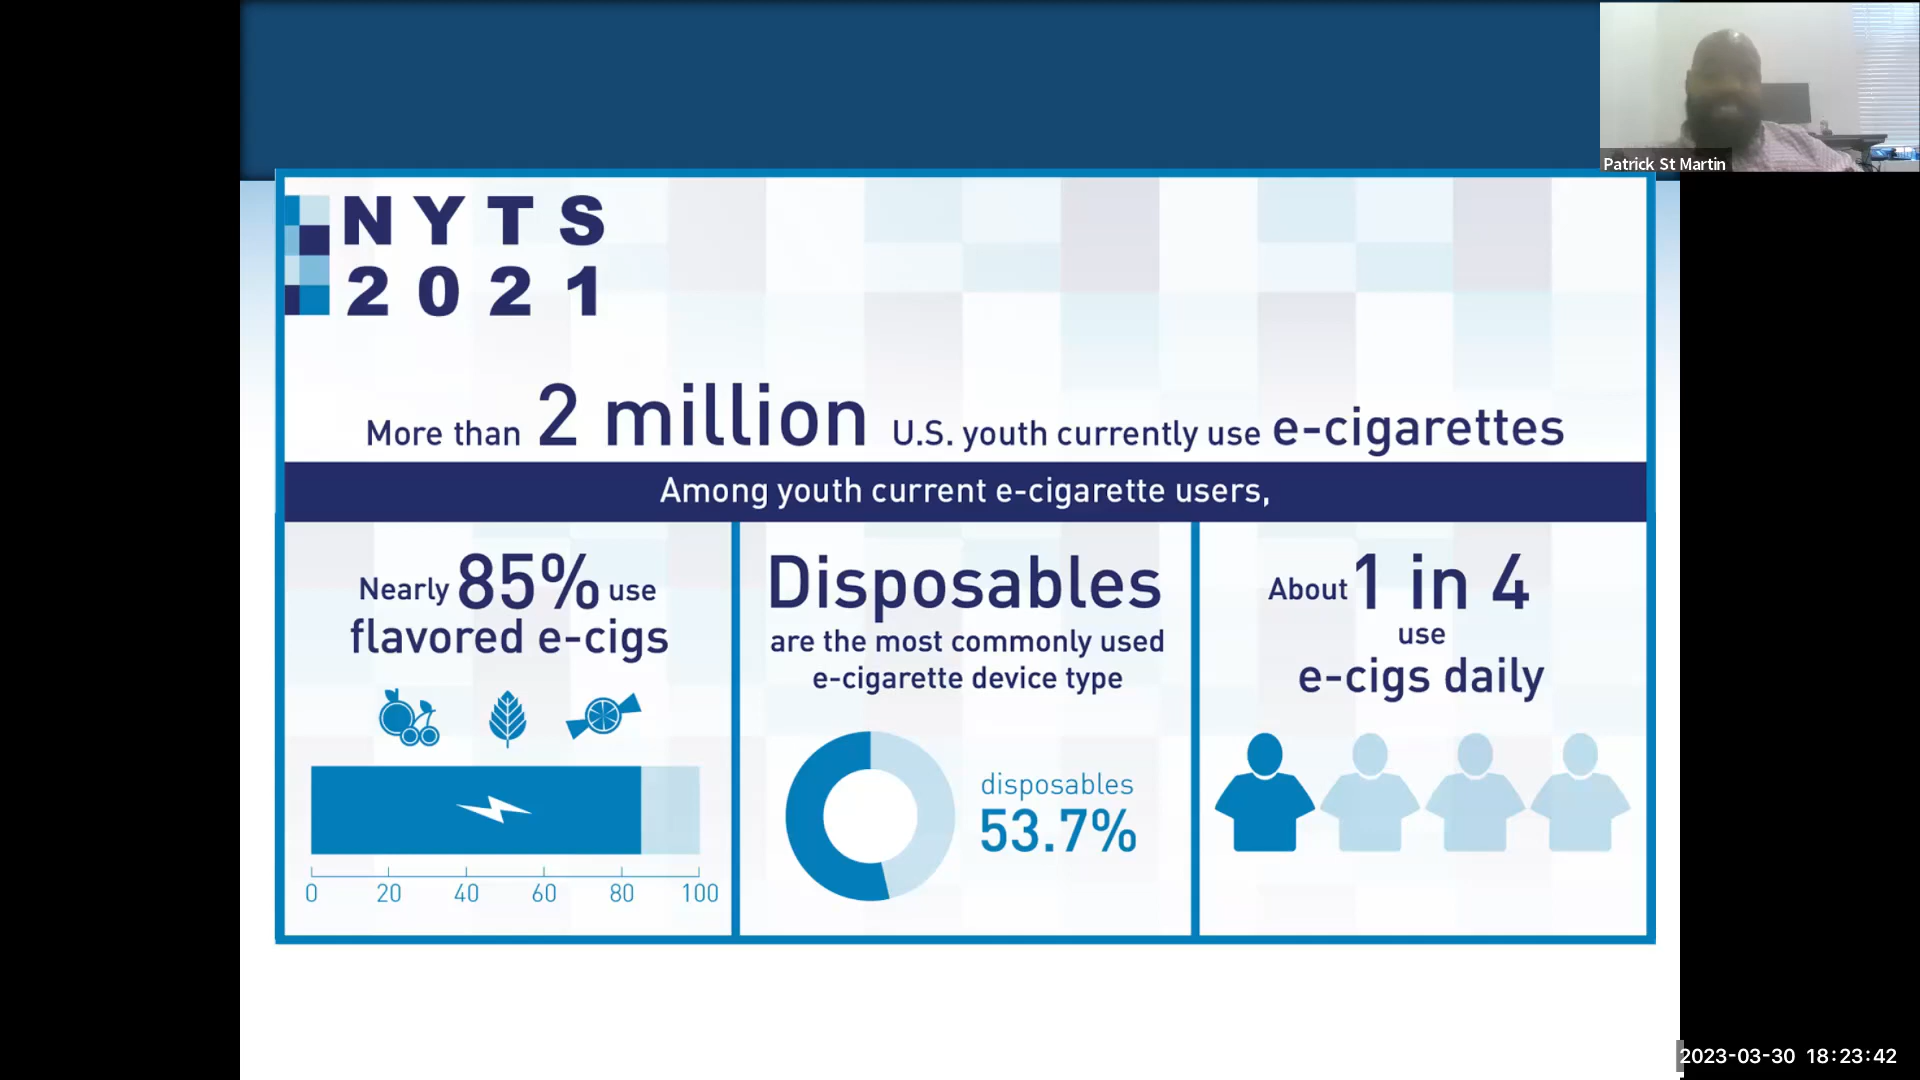 Patrick St Martin
NYTS
2021
More than 2 million U.S. youth currently use e-cigarettes
Among youth current e-cigarette users,
Nearly 85% use
flavored e-cigs
0 20 40 60 80 100
Disposables
are the most commonly used
e-cigarette device type
disposables
53.7%
About 1 in 4
use
e-cigs daily
2023-03-30 18:23:42